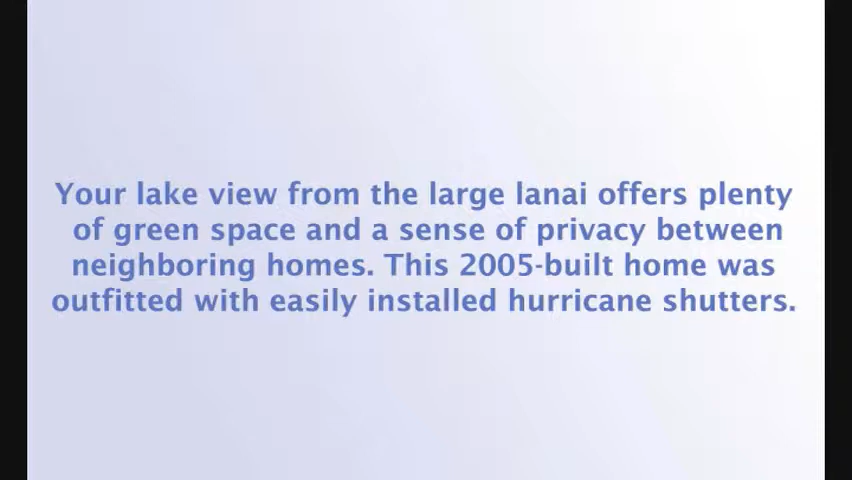 Your lake view from the large lanai offers plenty
of green space and a sense of privacy between
neighboring homes. This 2005-built home was
outfitted with easily installed hurricane shutters.